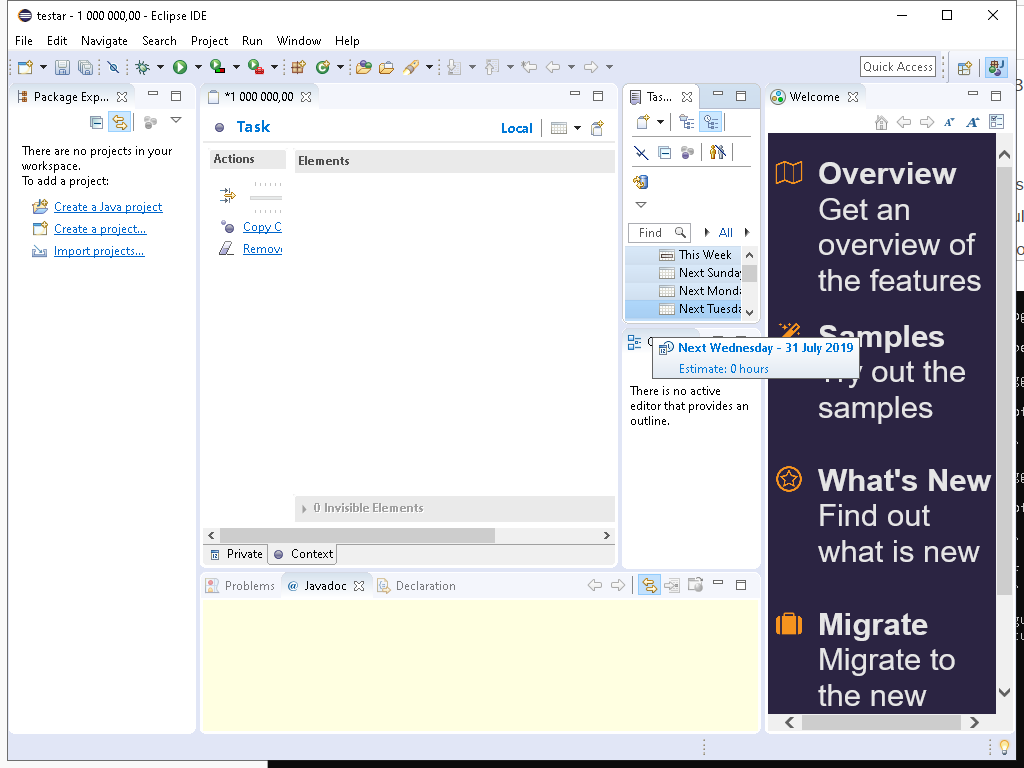 testar - 1 000 000,00 - Eclipse IDE
File Edit Navigate Search Project Run Window Help
Quick Access
Package Exp...
There are no projects in your
workspace.
To add a project:
Create a Java project
Create a project...
Import projects...
*1 000 000,00
Task
Local
Actions
Elements
Copy C
Remov
0 Invisible Elements
Private Context
Tas...
Find All
This Week
Next Sunday
Next Monda
Next Tuesda
Next Wednesday - 31 July 2019
Estimate: 0 hours
There is no active
editor that provides an
outline.
Problems @ Javadoc Declaration
Welcome
Overview
Get an
overview of
the features
Samples
Try out the
samples
What's New
Find out
what is new
Migrate
Migrate to
the new